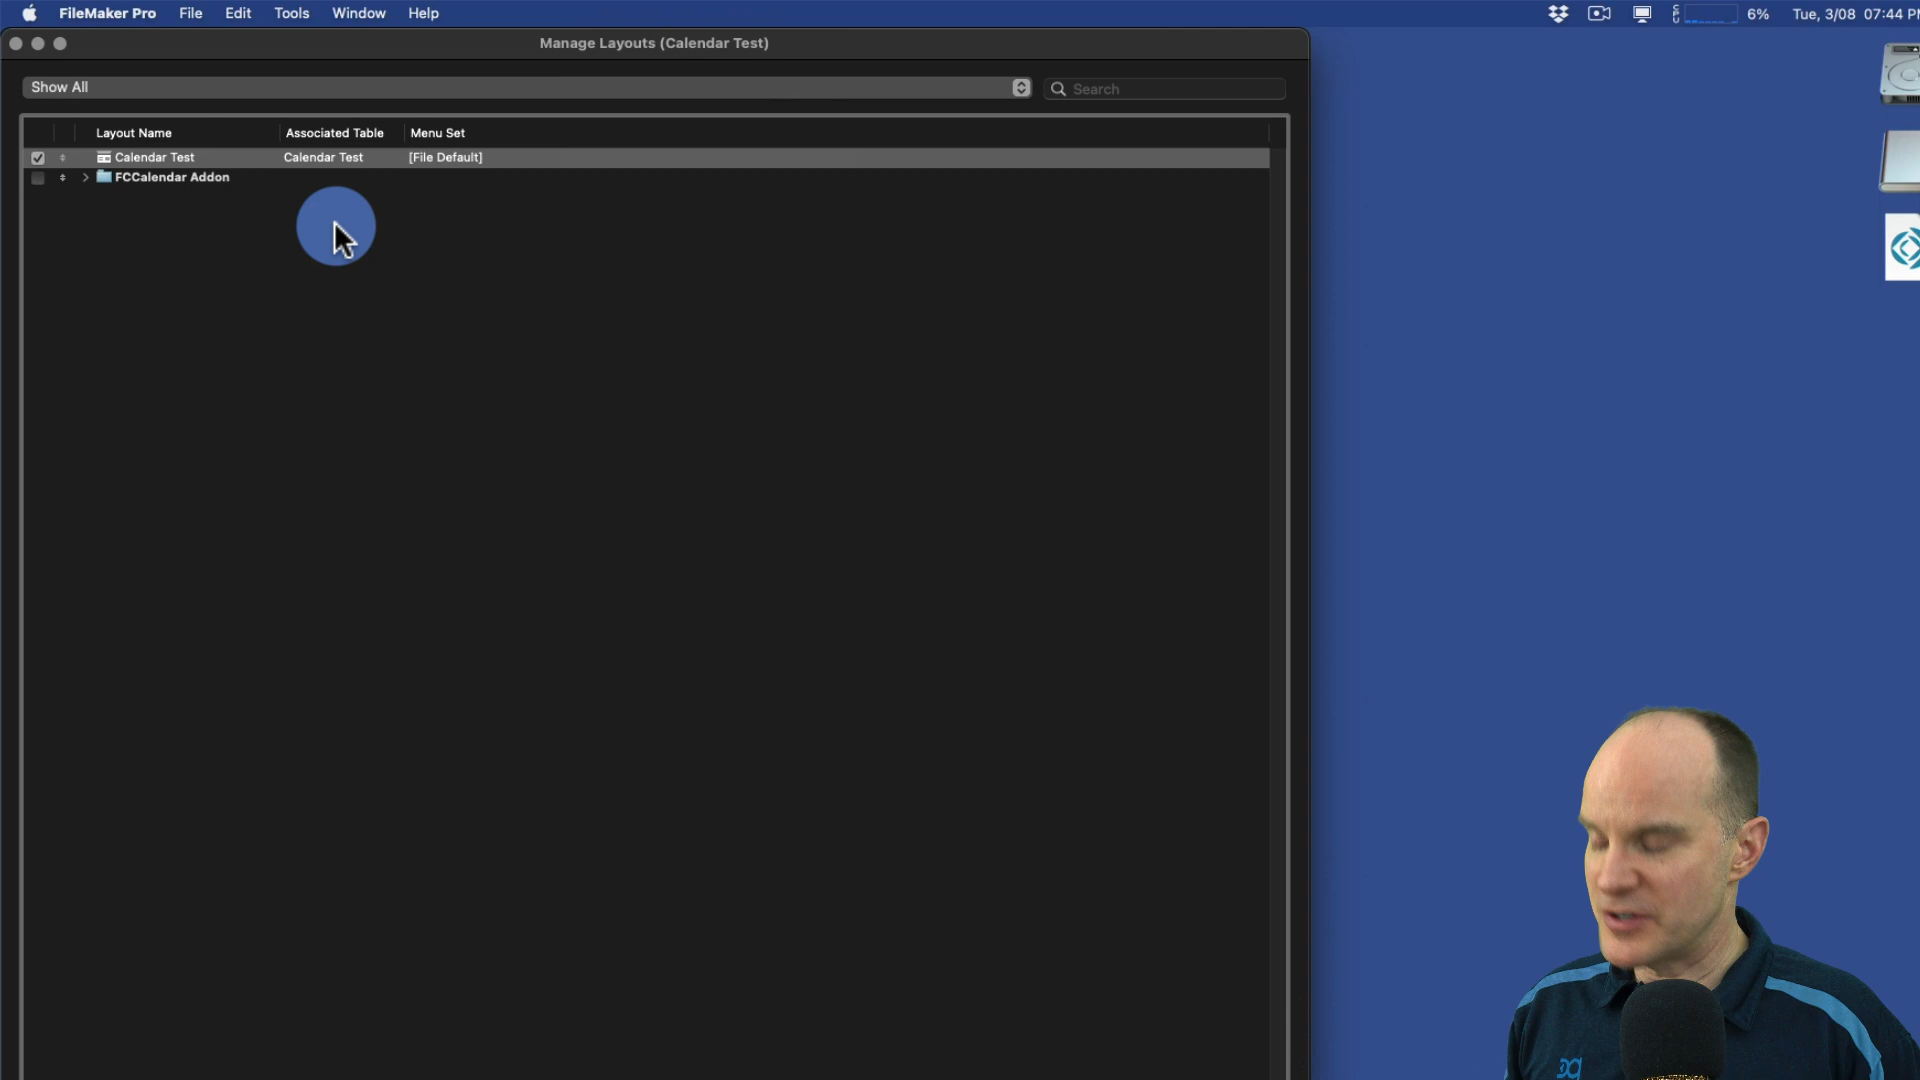 FileMaker Pro File Edit Tools Window Help 6% Tue, 3/08 07:44
Manage Layouts (Calendar Test)
Show All Search
Layout Name Associated Table Menu Set
Calendar Test Calendar Test [File Default]
FCCalendar Addon